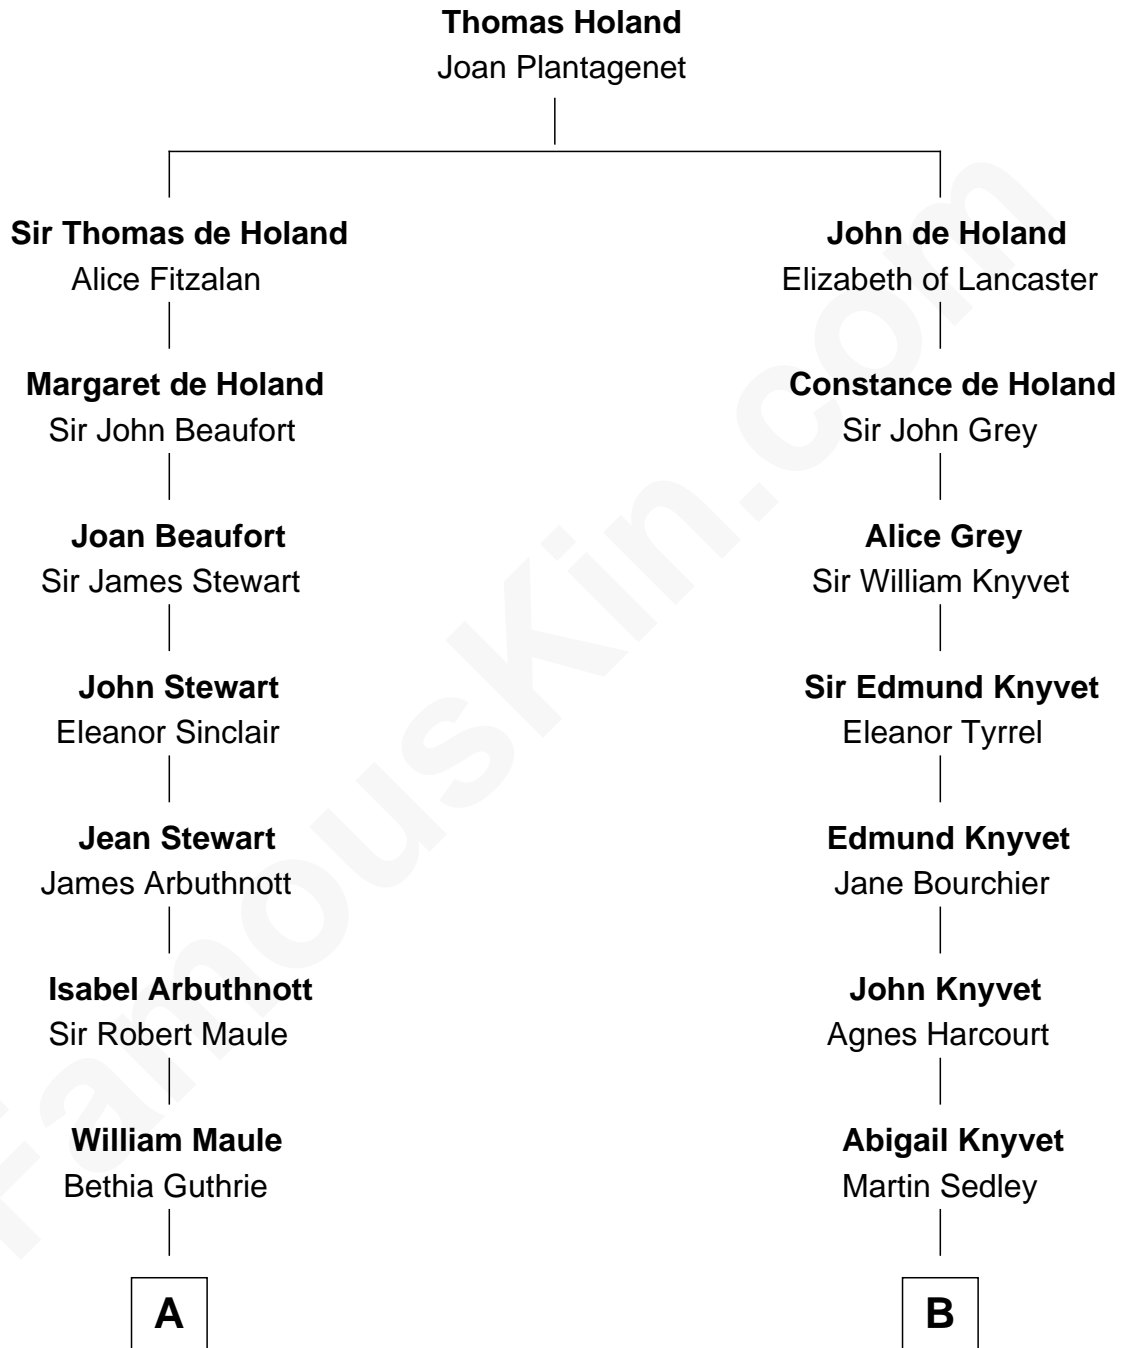 Thomas Holand
Joan Plantagenet
Sir Thomas de Holand
Alice Fitzalan
John de Holand
Elizabeth of Lancaster
Margaret de Holand
Sir John Beaufort
Constance de Holand
Sir John Grey
Joan Beaufort
Sir James Stewart
Alice Grey
Sir William Knyvet
John Stewart
Eleanor Sinclair
Sir Edmund Knyvet
Eleanor Tyrrel
Jean Stewart
James Arbuthnott
Edmund Knyvet
Jane Bourchier
Isabel Arbuthnott
Sir Robert Maule
John Knyvet
Agnes Harcourt
William Maule
Bethia Guthrie
Abigail Knyvet
Martin Sedley
A
B
FamousKin.com